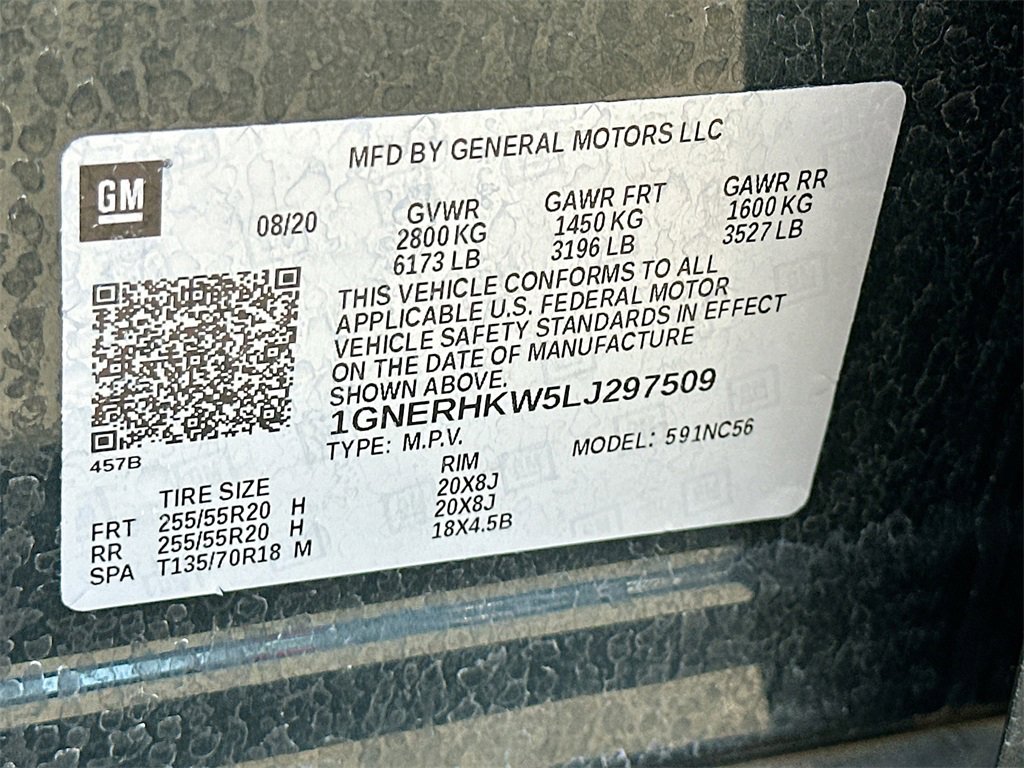 MFD BY GENERAL MOTORS LLC
GM
08/20
GVWR
2800 KG
6173 LB
GAWR FRT
1450 KG
3196 LB
GAWR RR
1600 KG
3527 LB
THIS VEHICLE CONFORMS TO ALL
APPLICABLE U.S. FEDERAL MOTOR
VEHICLE SAFETY STANDARDS IN EFFECT
ON THE DATE OF MANUFACTURE
SHOWN ABOVE.
1GNERHKW5LJ297509
TYPE: M.P.V.
MODEL: 591NC56
457B
TIRE SIZE RIM
FRT 255/55R20 H 20X8J
RR 255/55R20 H 20X8J
SPA T135/70R18 M 18X4.5B